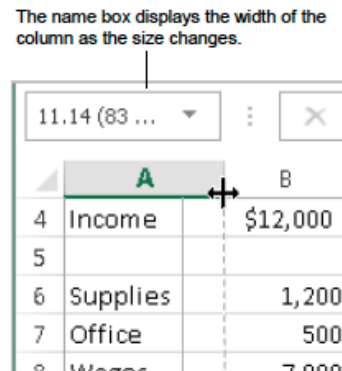 The name box displays the width of the
column as the size changes.
11.14 (83 ...
A B
4 Income $12,000
5
6 Supplies 1,200
7 Office 500